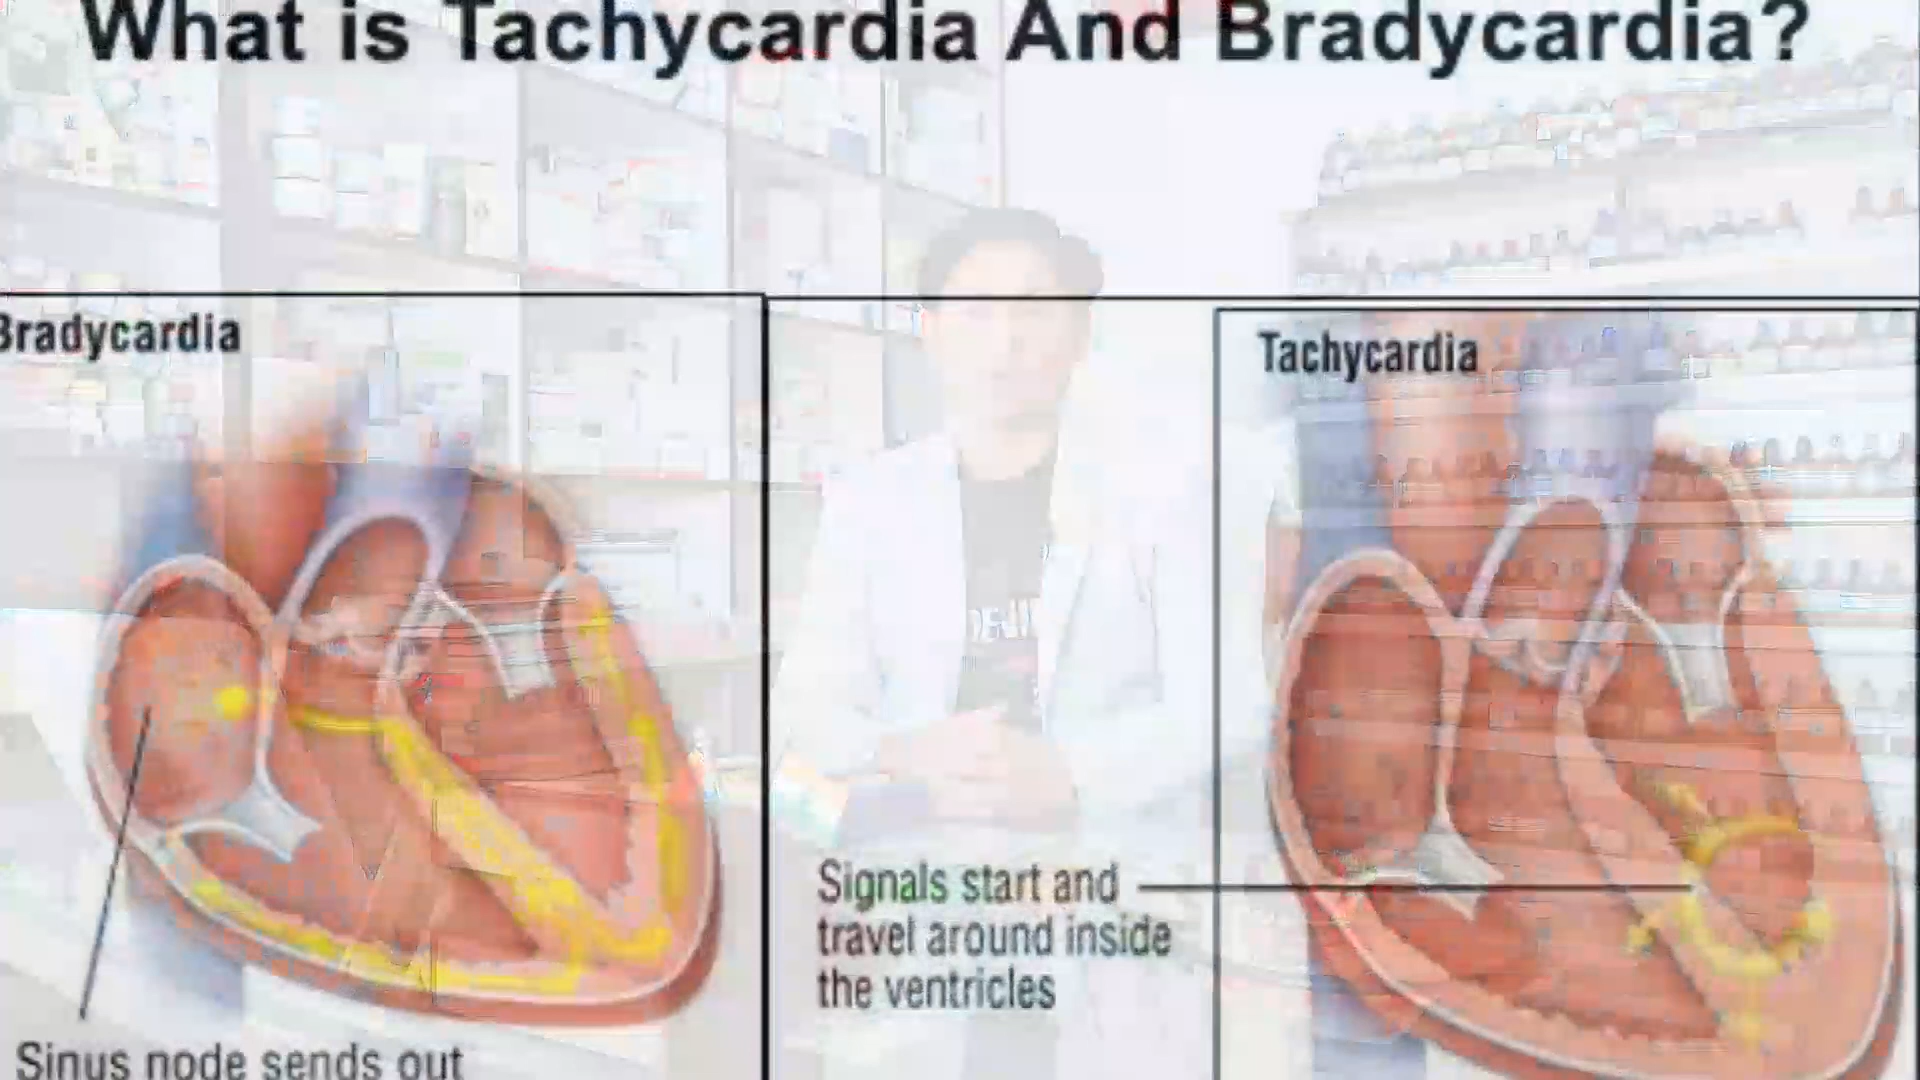 What is Tachycardia And Bradycardia?
Bradycardia
Tachycardia
Signals start and
travel around inside
the ventricles
Sinus node sends out